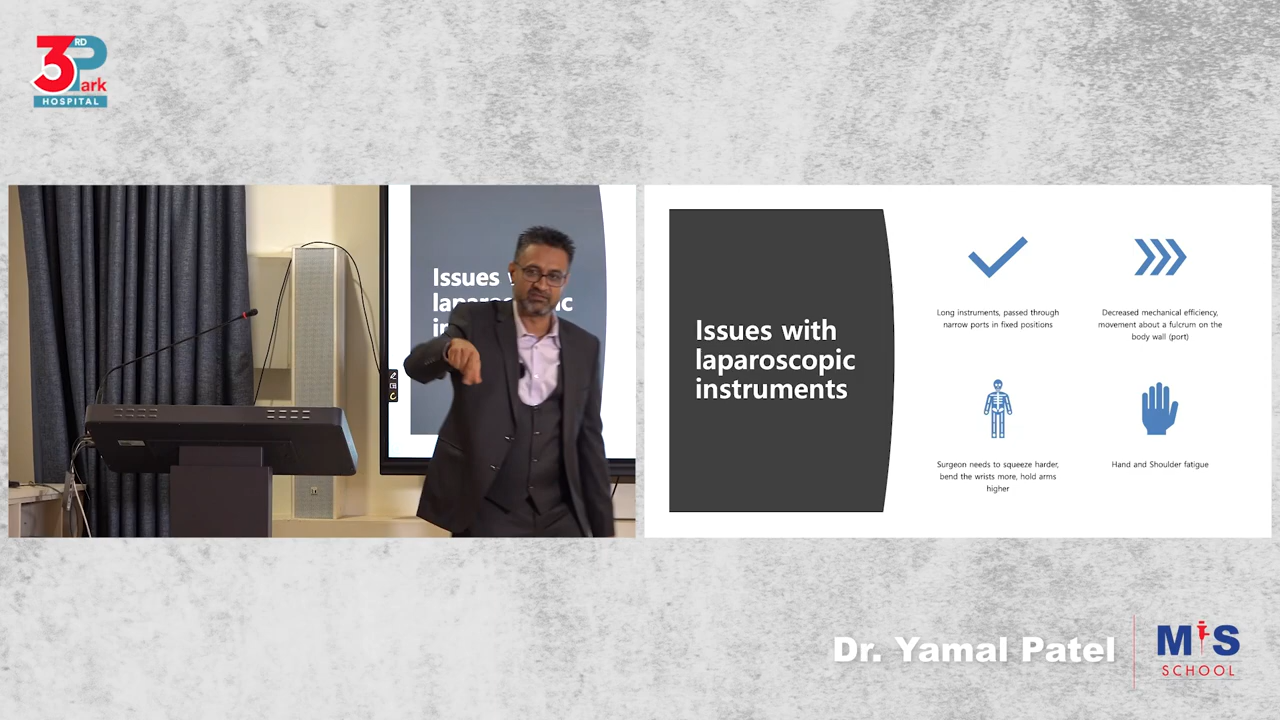 3RD Park
HOSPITAL
Issues
laparoscopic
Issues with
laparoscopic
instruments
Long instruments, passed through
narrow ports in fixed positions
Decreased mechanical efficiency,
movement about a fulcrum on the
body wall (port)
Surgeon needs to squeeze harder,
bend the wrists more, hold arms
higher
Hand and Shoulder fatigue
Dr. Yamal Patel
MIS
SCHOOL